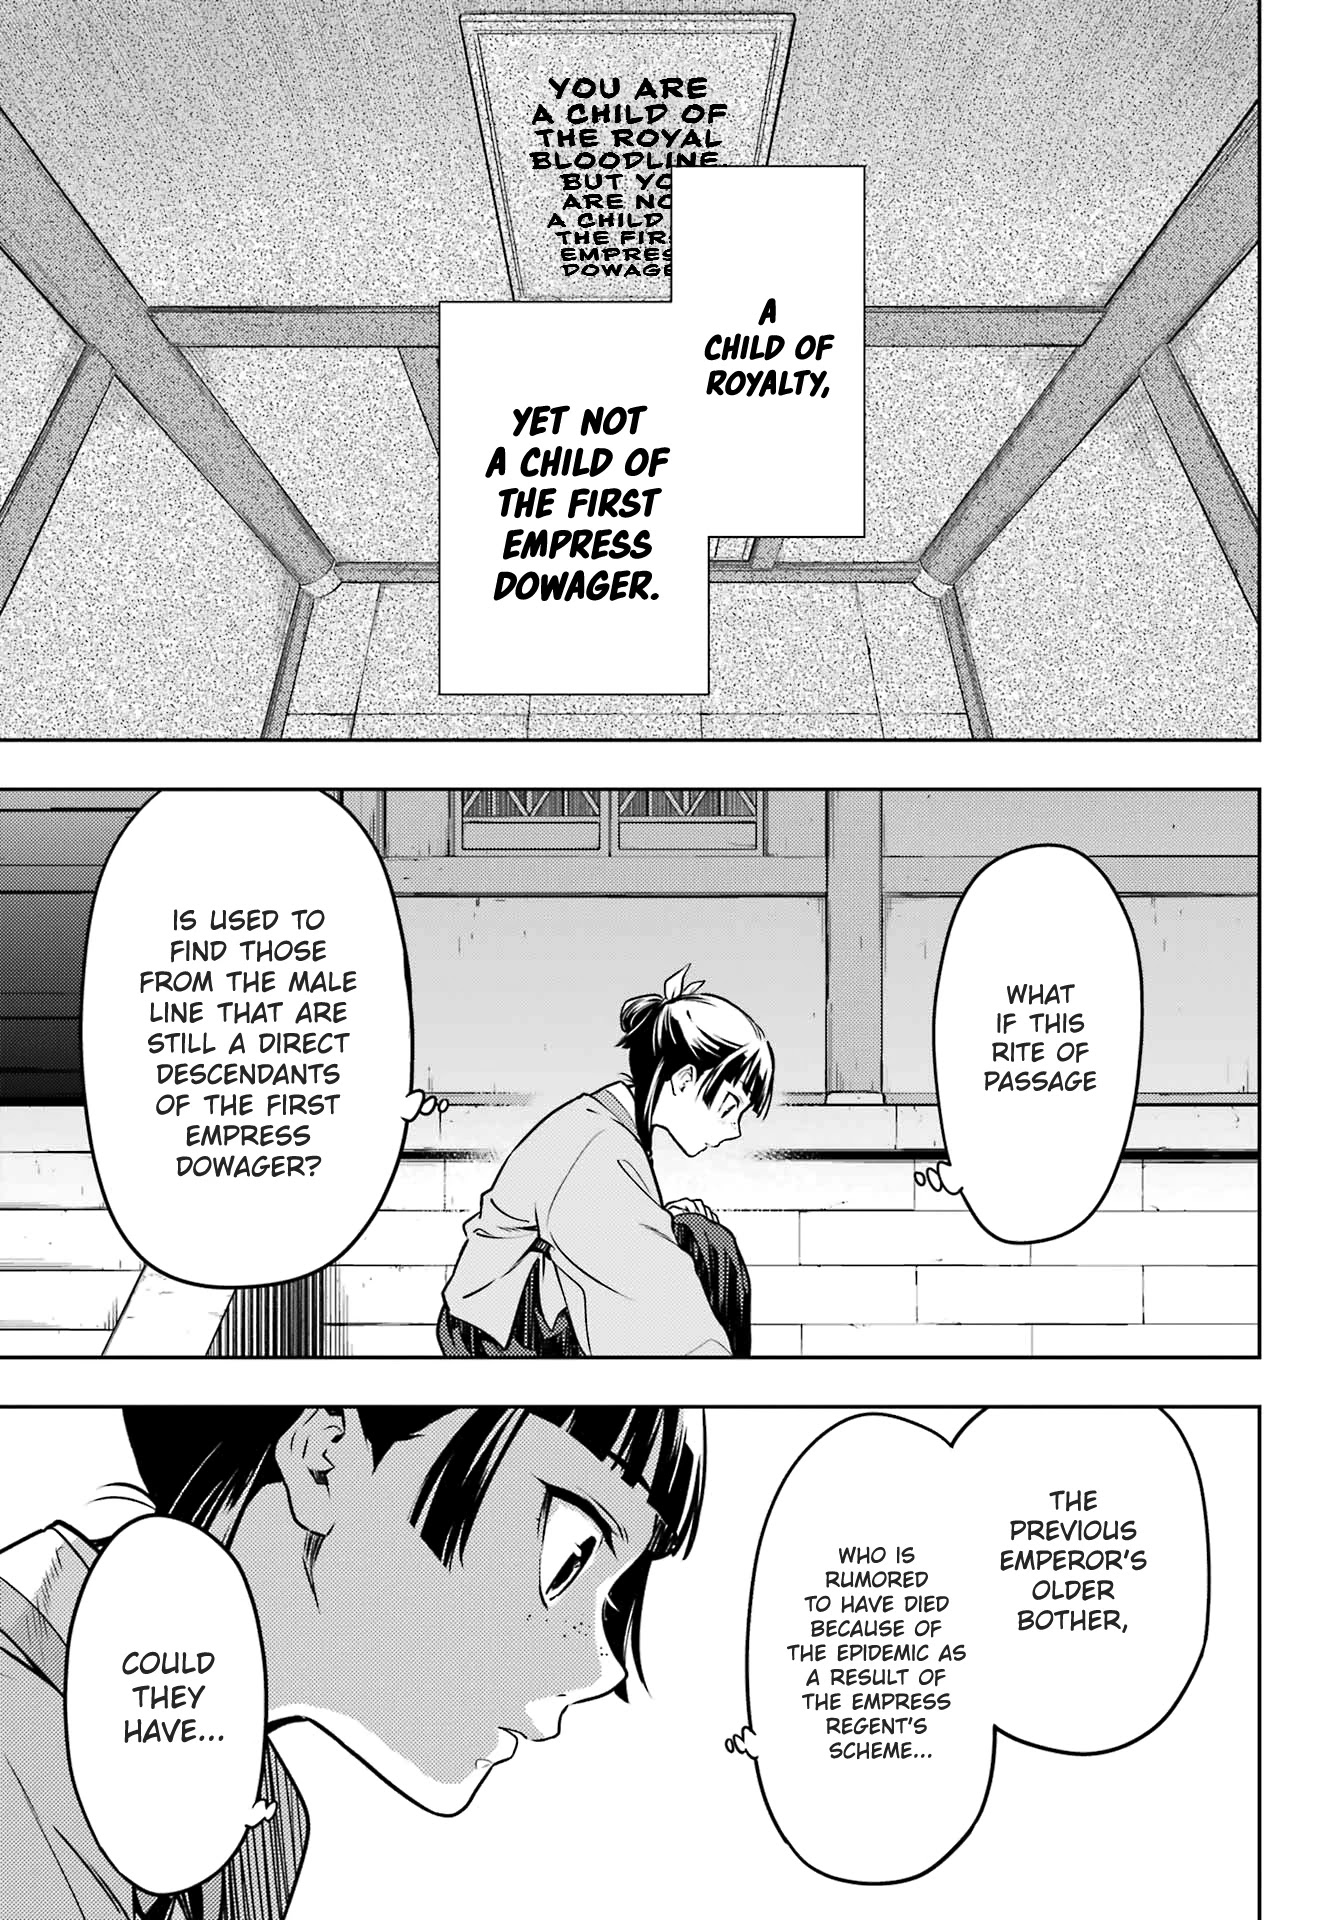 YOU ARE
A CHILD OF
THE ROYAL
BLOODLINE,
BUT YO
ARE NO
A CHILD
THE FIR
EMPRES
DOWAGE
A
CHILD OF
ROYALTY,
YET NOT
A CHILD OF
THE FIRST
EMPRESS
DOWAGER.
WHAT
IF THIS
RITE OF
PASSAGE
IS USED TO
FIND THOSE
FROM THE MALE
LINE THAT ARE
STILL A DIRECT
DESCENDANTS
OF THE FIRST
EMPRESS
DOWAGER?
THE
PREVIOUS
EMPEROR'S
OLDER
BOTHER,
WHO IS
RUMORED
TO HAVE DIED
BECAUSE OF
THE EPIDEMIC AS
A RESULT OF
THE EMPRESS
REGENT'S
SCHEME...
COULD
THEY
HAVE...